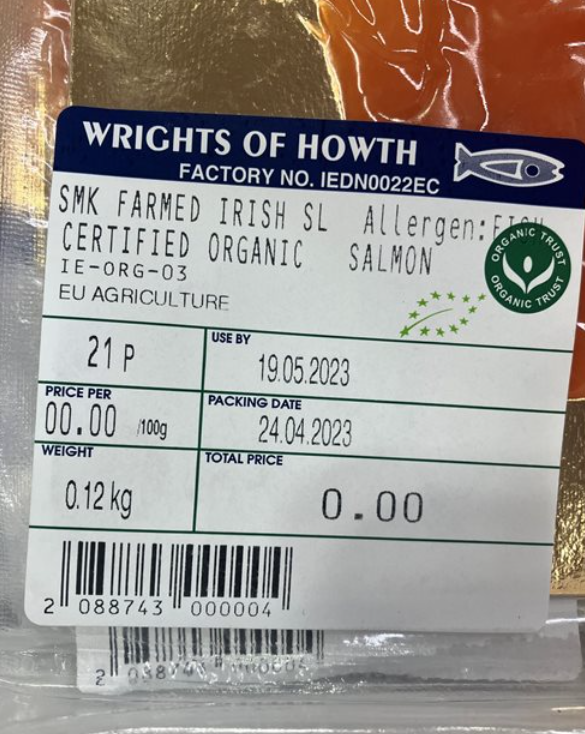 WRIGHTS OF HOWTH
FACTORY NO. IEDN0022EC
SMK FARMED IRISH SL Allergen:FISH
CERTIFIED ORGANIC SALMON
IE-ORG-03
EU AGRICULTURE
ORGANIC TRUST
ORGANIC TRUST
21 P
USE BY
19.05.2023
PRICE PER
00.00 /100g
PACKING DATE
24.04.2023
WEIGHT
0.12 kg
TOTAL PRICE
0.00
2 088743 000004